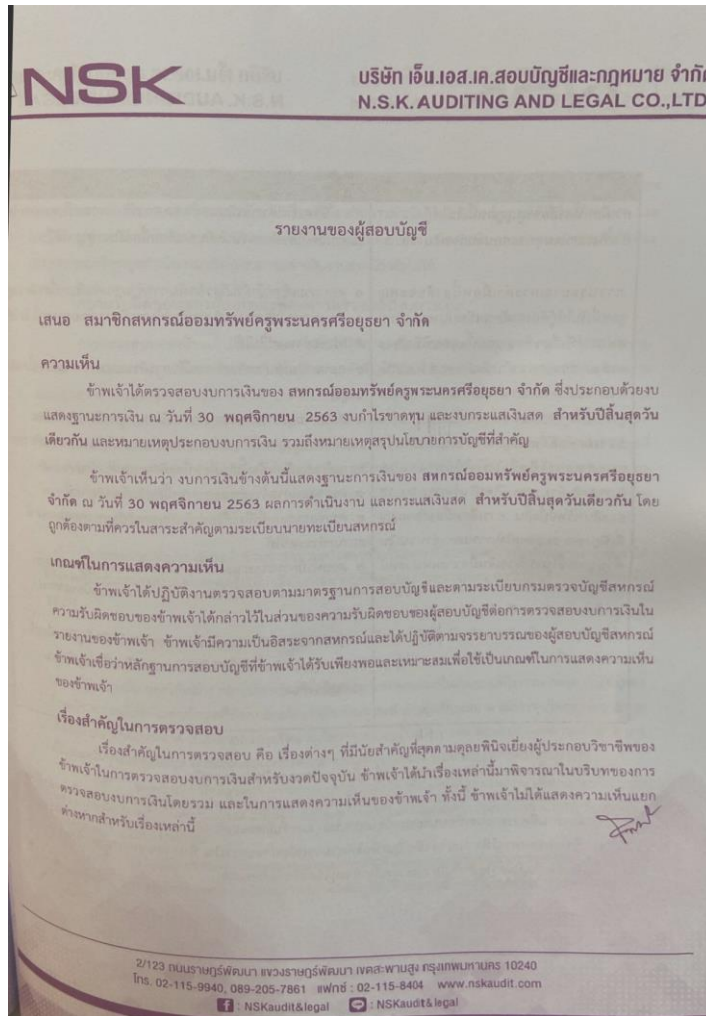 NSK
บริษัท เอ็น.เอส.เค.สอบบัญชีและกฎหมาย จำกั
N.S.K. AUDITING AND LEGAL CO.,LTD
รายงานของผู้สอบบัญชี
เสนอ สมาชิกสหกรณ์ออมทรัพย์ครูพระนครศรีอยุธยา จำกัด
ความเห็น
ข้าพเจ้าได้ตรวจสอบงบการเงินของ สหกรณ์ออมทรัพย์ครูพระนครศรีอยุธยา จำกัด ซึ่งประกอบด้วยงบ
แสดงฐานะการเงิน ณ วันที่ 30 พฤศจิกายน 2563 งบกำไรขาดทุน และงบกระแสเงินสด สำหรับปีสิ้นสุดวัน
เดียวกัน และหมายเหตุประกอบงบการเงิน รวมถึงหมายเหตุสรุปนโยบายการบัญชีที่สำคัญ
ข้าพเจ้าเห็นว่า งบการเงินข้างต้นนี้แสดงฐานะการเงินของ สหกรณ์ออมทรัพย์ครูพระนครศรีอยุธยา
จำกัด ณ วันที่ 30 พฤศจิกายน 2563 ผลการดำเนินงาน และกระแสเงินสด สำหรับปีสิ้นสุดวันเดียวกัน โดย
ถูกต้องตามที่ควรในสาระสำคัญตามระเบียบนายทะเบียนสหกรณ์
เกณฑ์ในการแสดงความเห็น
ข้าพเจ้าได้ปฏิบัติงานตรวจสอบตามมาตรฐานการสอบบัญชีและตามระเบียบกรมตรวจบัญชีสหกรณ์
ความรับผิดชอบของข้าพเจ้าได้กล่าวไว้ในส่วนของความรับผิดชอบของผู้สอบบัญชีต่อการตรวจสอบงบการเงินใน
รายงานของข้าพเจ้า ข้าพเจ้ามีความเป็นอิสระจากสหกรณ์และได้ปฏิบัติตามจรรยาบรรณของผู้สอบบัญชีสหกรณ์
ข้าพเจ้าเชื่อว่าหลักฐานการสอบบัญชีที่ข้าพเจ้าได้รับเพียงพอและเหมาะสมเพื่อใช้เป็นเกณฑ์ในการแสดงความเห็น
ของข้าพเจ้า
เรื่องสำคัญในการตรวจสอบ
เรื่องสำคัญในการตรวจสอบ คือ เรื่องต่างๆ ที่มีนัยสำคัญที่สุดตามดุลยพินิจเยี่ยงผู้ประกอบวิชาชีพของ
ข้าพเจ้าในการตรวจสอบงบการเงินสำหรับงวดปัจจุบัน ข้าพเจ้าได้นำเรื่องเหล่านี้มาพิจารณาในบริบทของการ
ตรวจสอบงบการเงินโดยรวม และในการแสดงความเห็นของข้าพเจ้า ทั้งนี้ ข้าพเจ้าไม่ได้แสดงความเห็นแยก
ต่างหากสำหรับเรื่องเหล่านี้
2/123 ถนนราษฎร์พัฒนา แขวงราษฎร์พัฒนา เขตสะพานสูง กรุงเทพมหานคร 10240
โทร. 02-115-9940, 089-205-7861 แฟกซ์ : 02-115-8404 www.nskaudit.com
: NSKaudit&legal : NSKaudit&legal